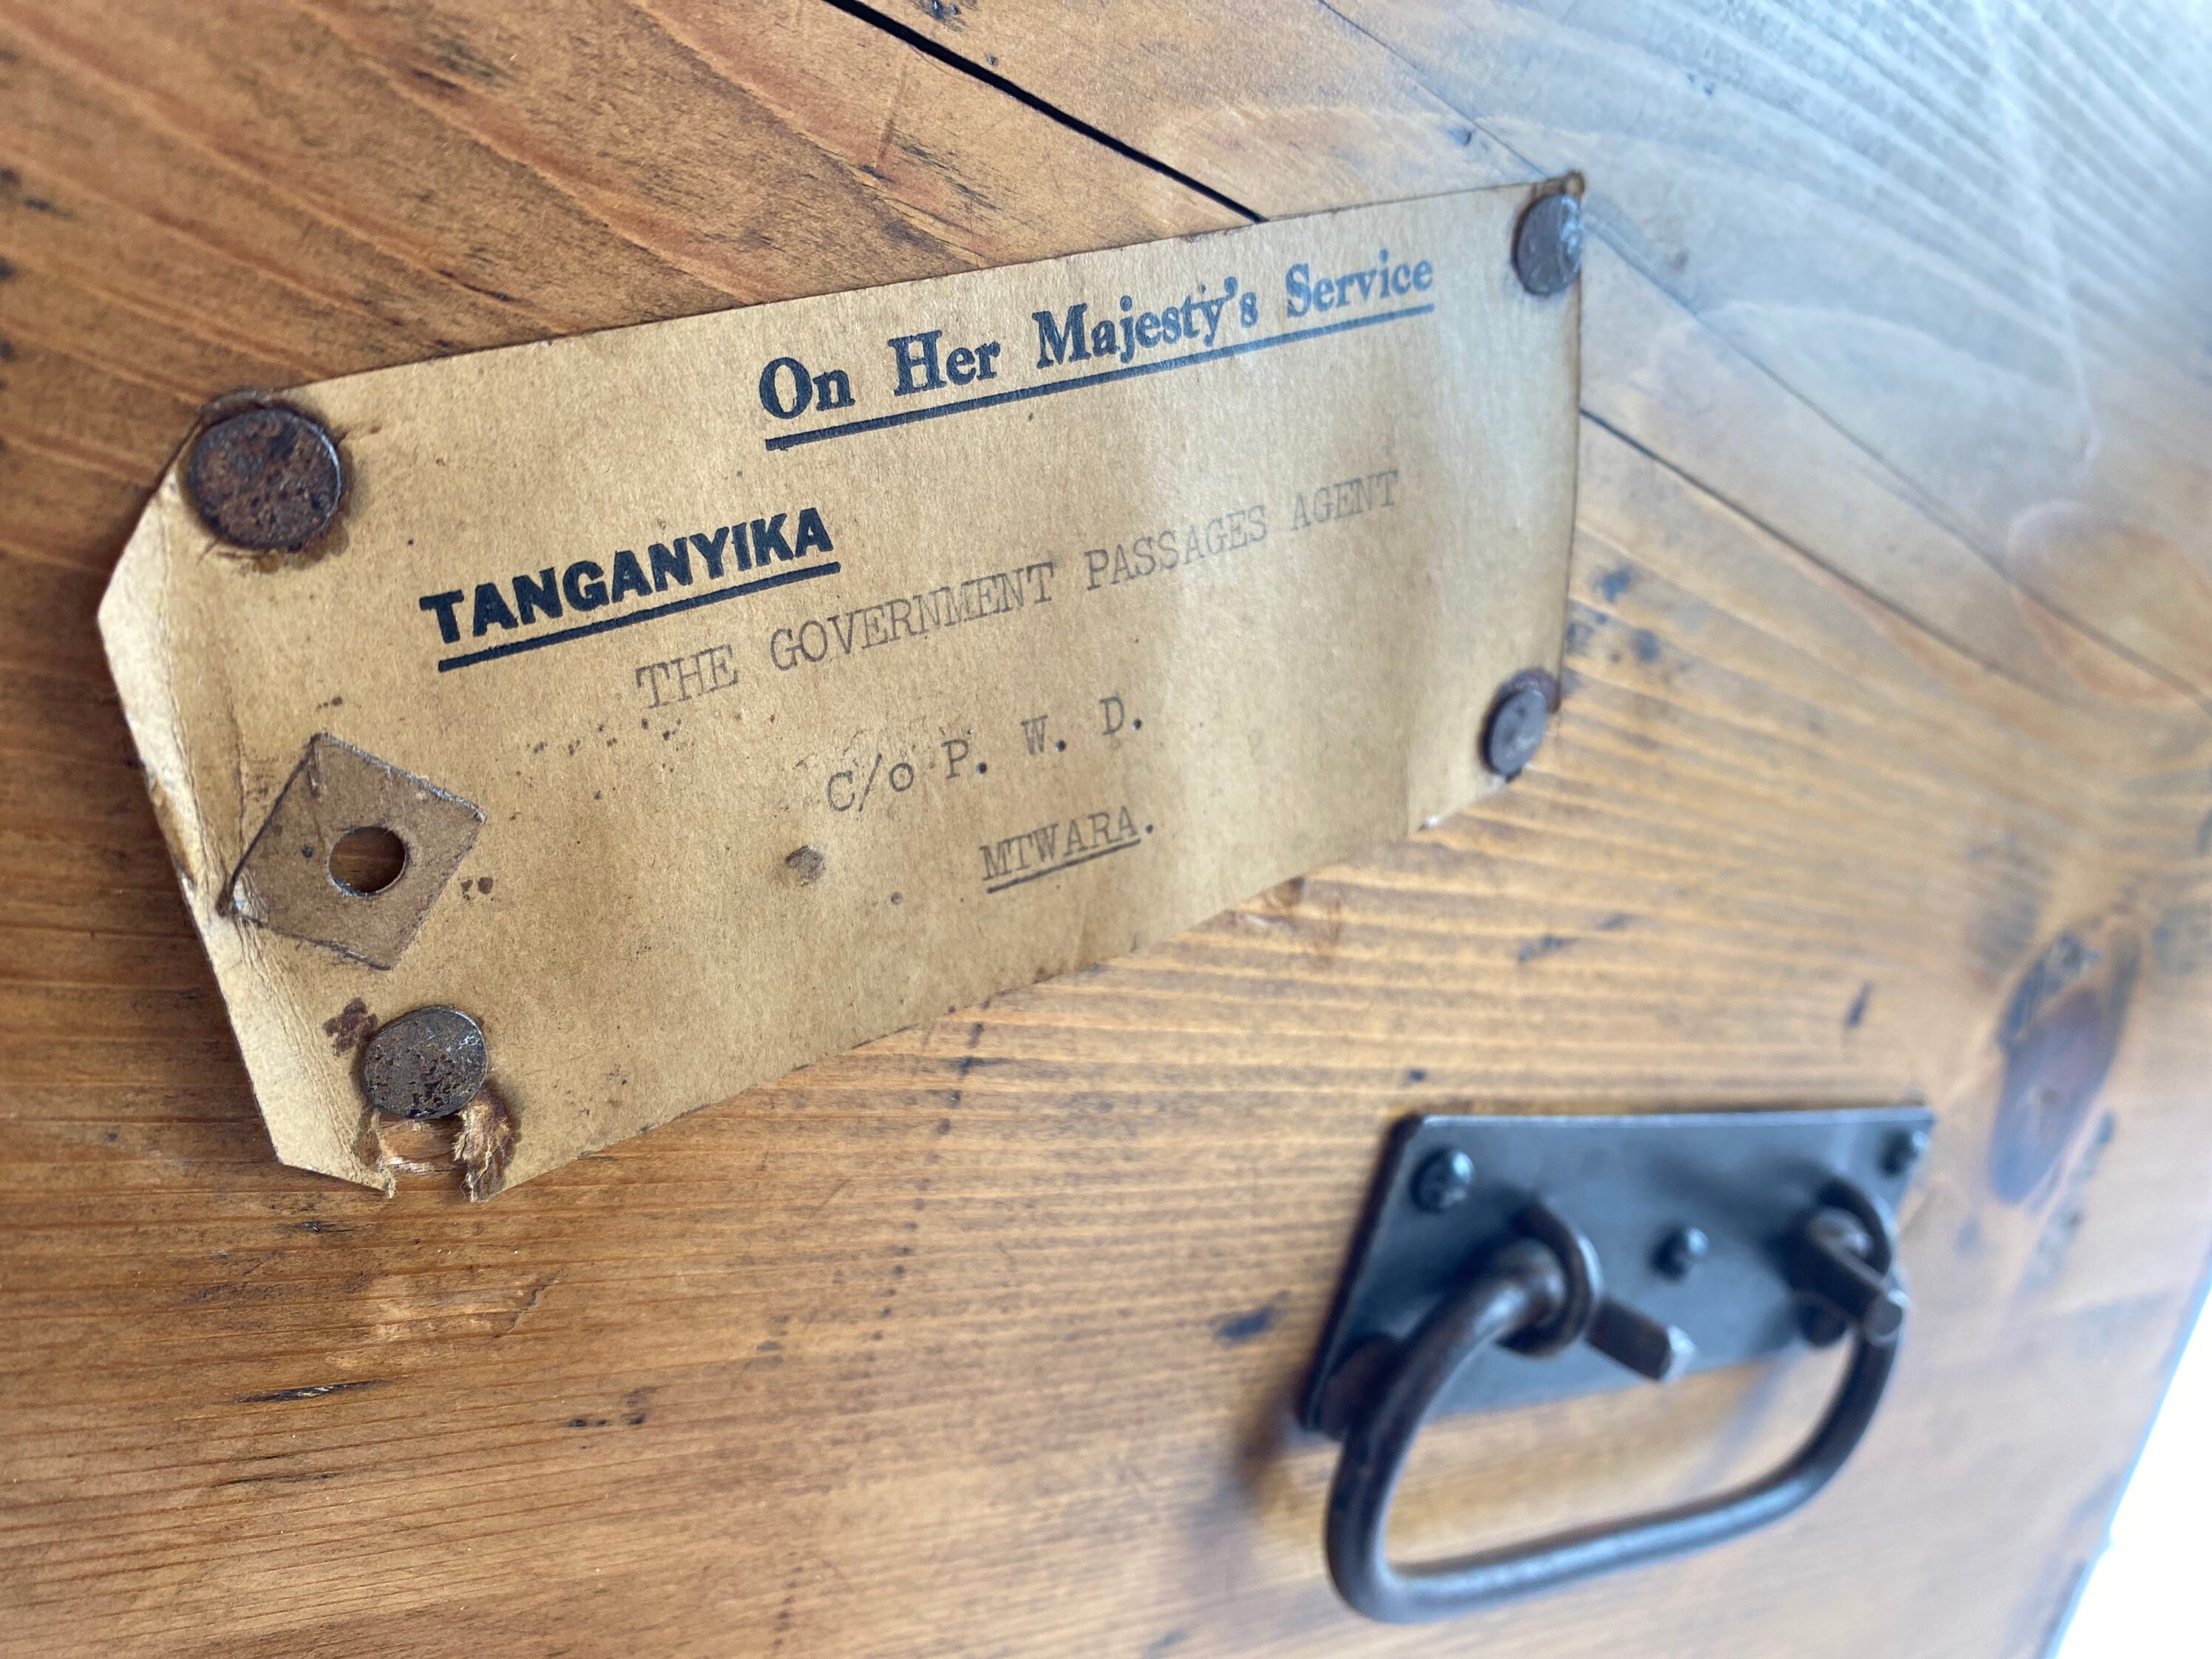 On Her Majesty's Service
TANGANYIKA
THE GOVERNMENT PASSAGES AGENT
C/o P. W. D.
MTWARA.